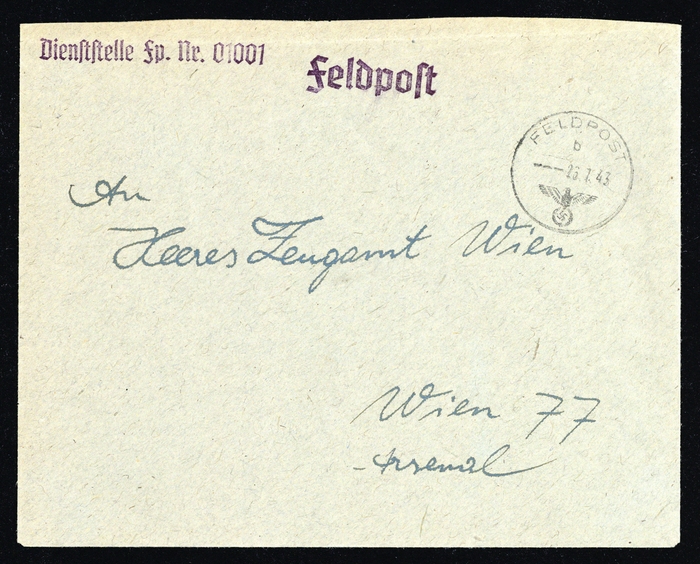 Dienststelle Fp. Nr. 01001
Feldpost
FELDPOST
b
23.7.43
An
Heeres Zeugamt Wien
Wien 77
Arsenal